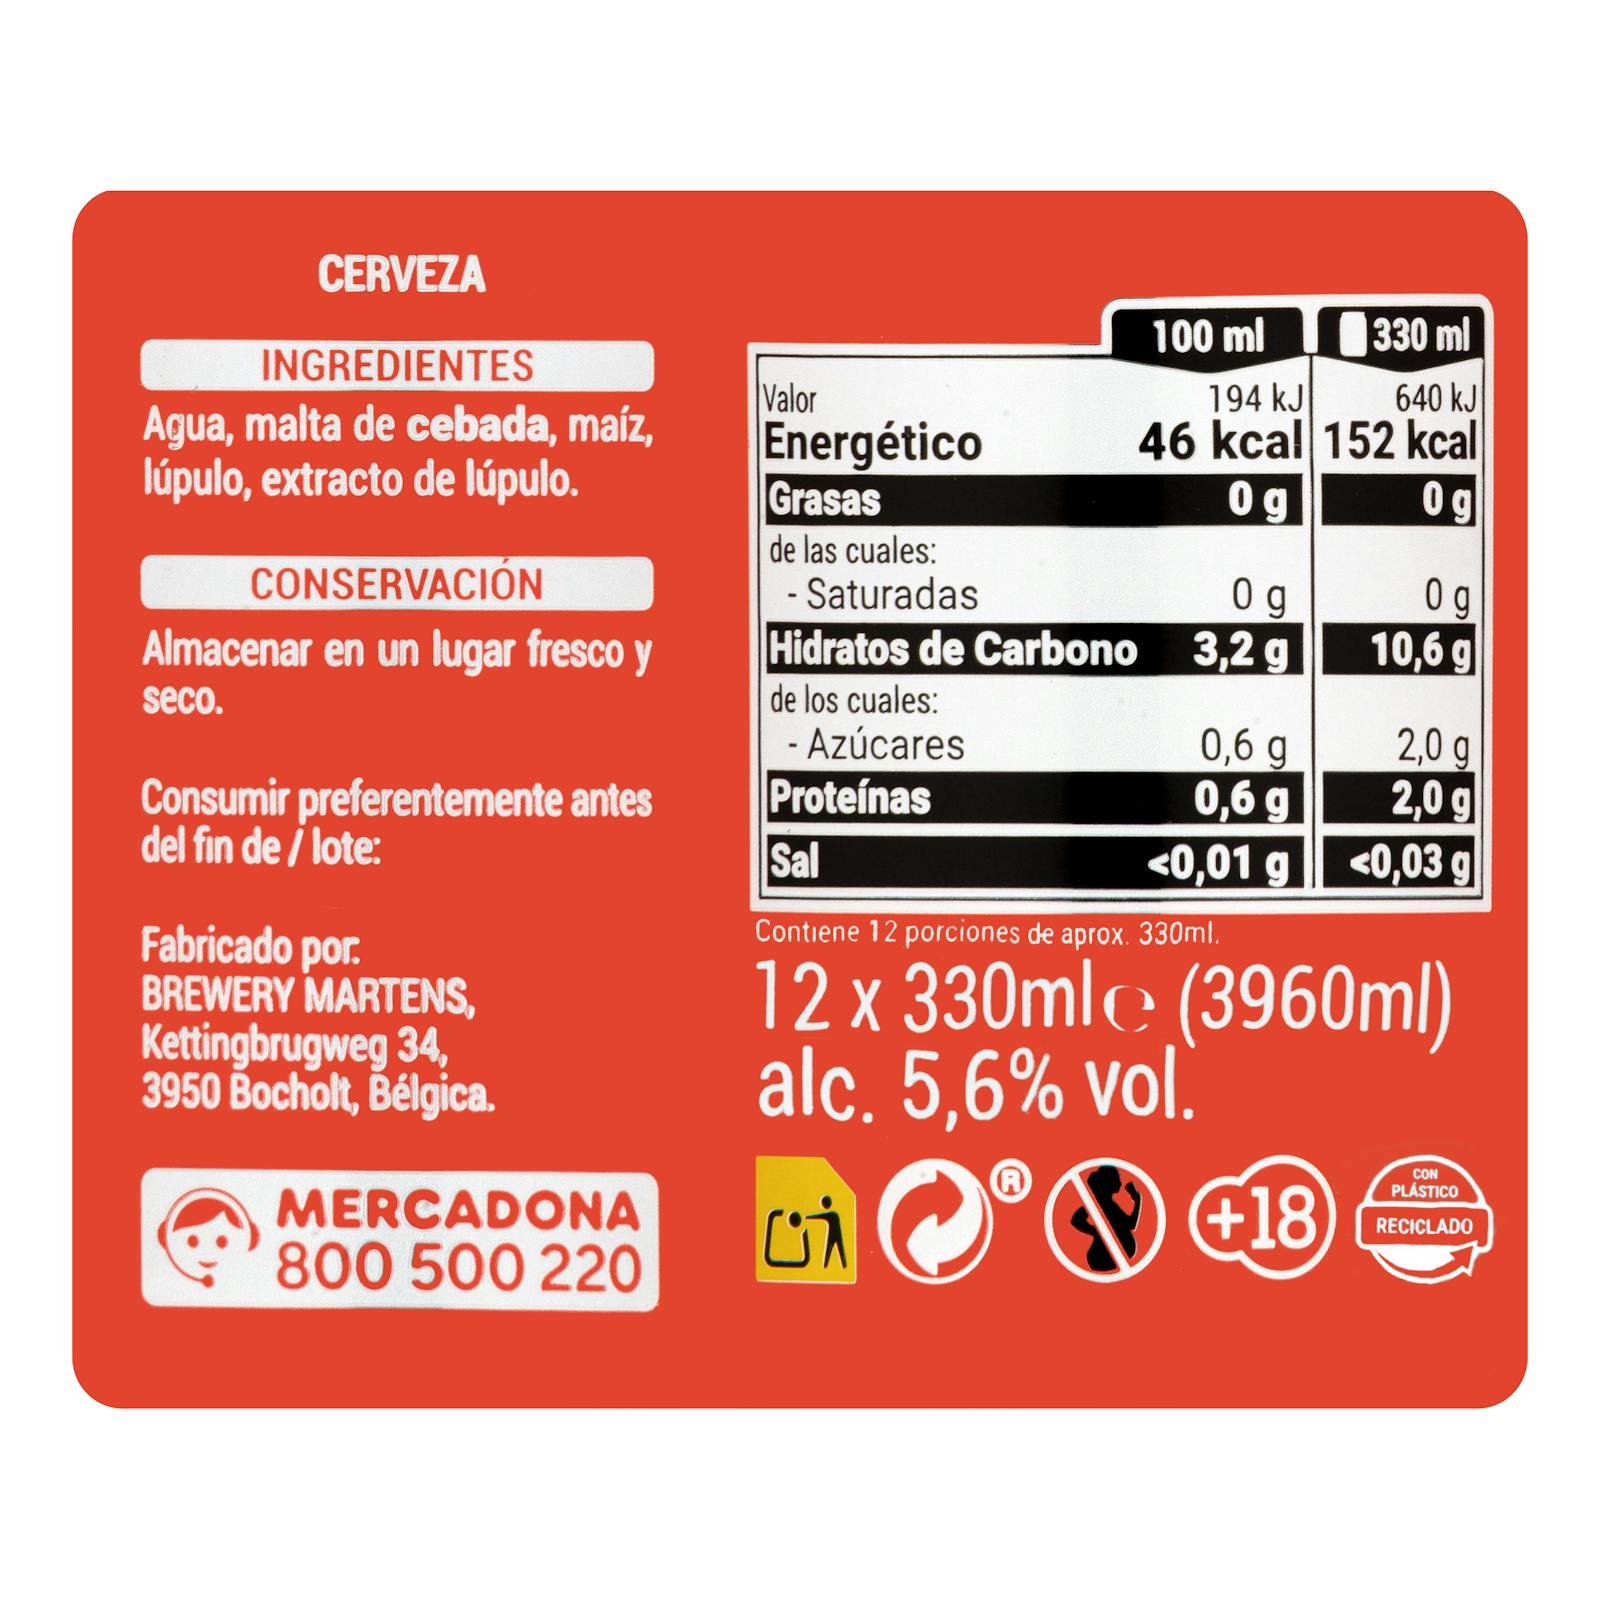 CERVEZA
INGREDIENTES
Agua, malta de cebada, maíz,
lúpulo, extracto de lúpulo.
CONSERVACIÓN
Almacenar en un lugar fresco y
seco.
Consumir preferentemente antes
del fin de / lote:
Fabricado por:
BREWERY MARTENS,
Kettingbrugweg 34,
3950 Bocholt, Bélgica.
MERCADONA
800 500 220
100 ml 330 ml
Valor 194 kJ 640 kJ
Energético 46 kcal 152 kcal
Grasas 0 g 0 g
de las cuales:
- Saturadas 0 g 0 g
Hidratos de Carbono 3,2 g 10,6 g
de los cuales:
- Azúcares 0,6 g 2,0 g
Proteínas 0,6 g 2,0 g
Sal <0,01 g <0,03 g
Contiene 12 porciones de aprox. 330ml.
12 x 330ml ℮ (3960ml)
alc. 5,6% vol.
®
+18
CON
PLÁSTICO
RECICLADO